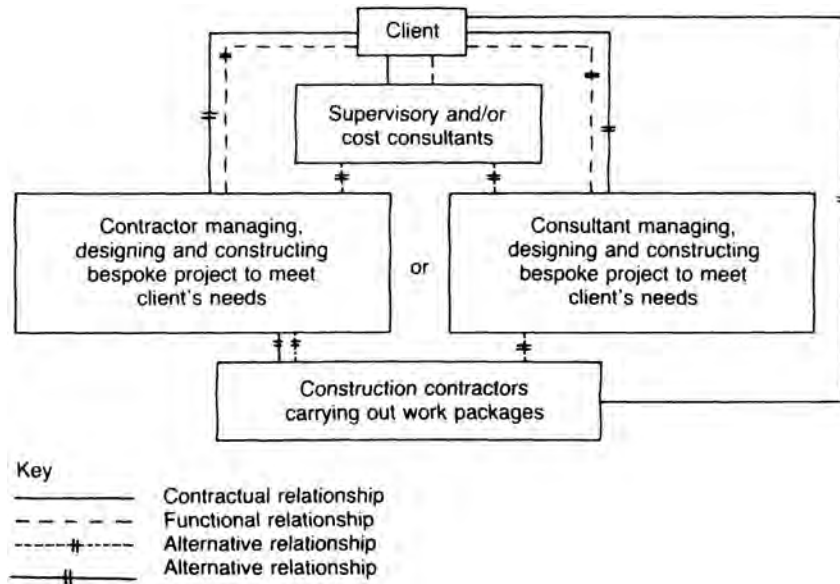 Client
Supervisory and/or
cost consultants
Contractor managing,
designing and constructing
bespoke project to meet
client's needs
or
Consultant managing,
designing and constructing
bespoke project to meet
client's needs
Construction contractors
carrying out work packages
Key
Contractual relationship
Functional relationship
Alternative relationship
Alternative relationship